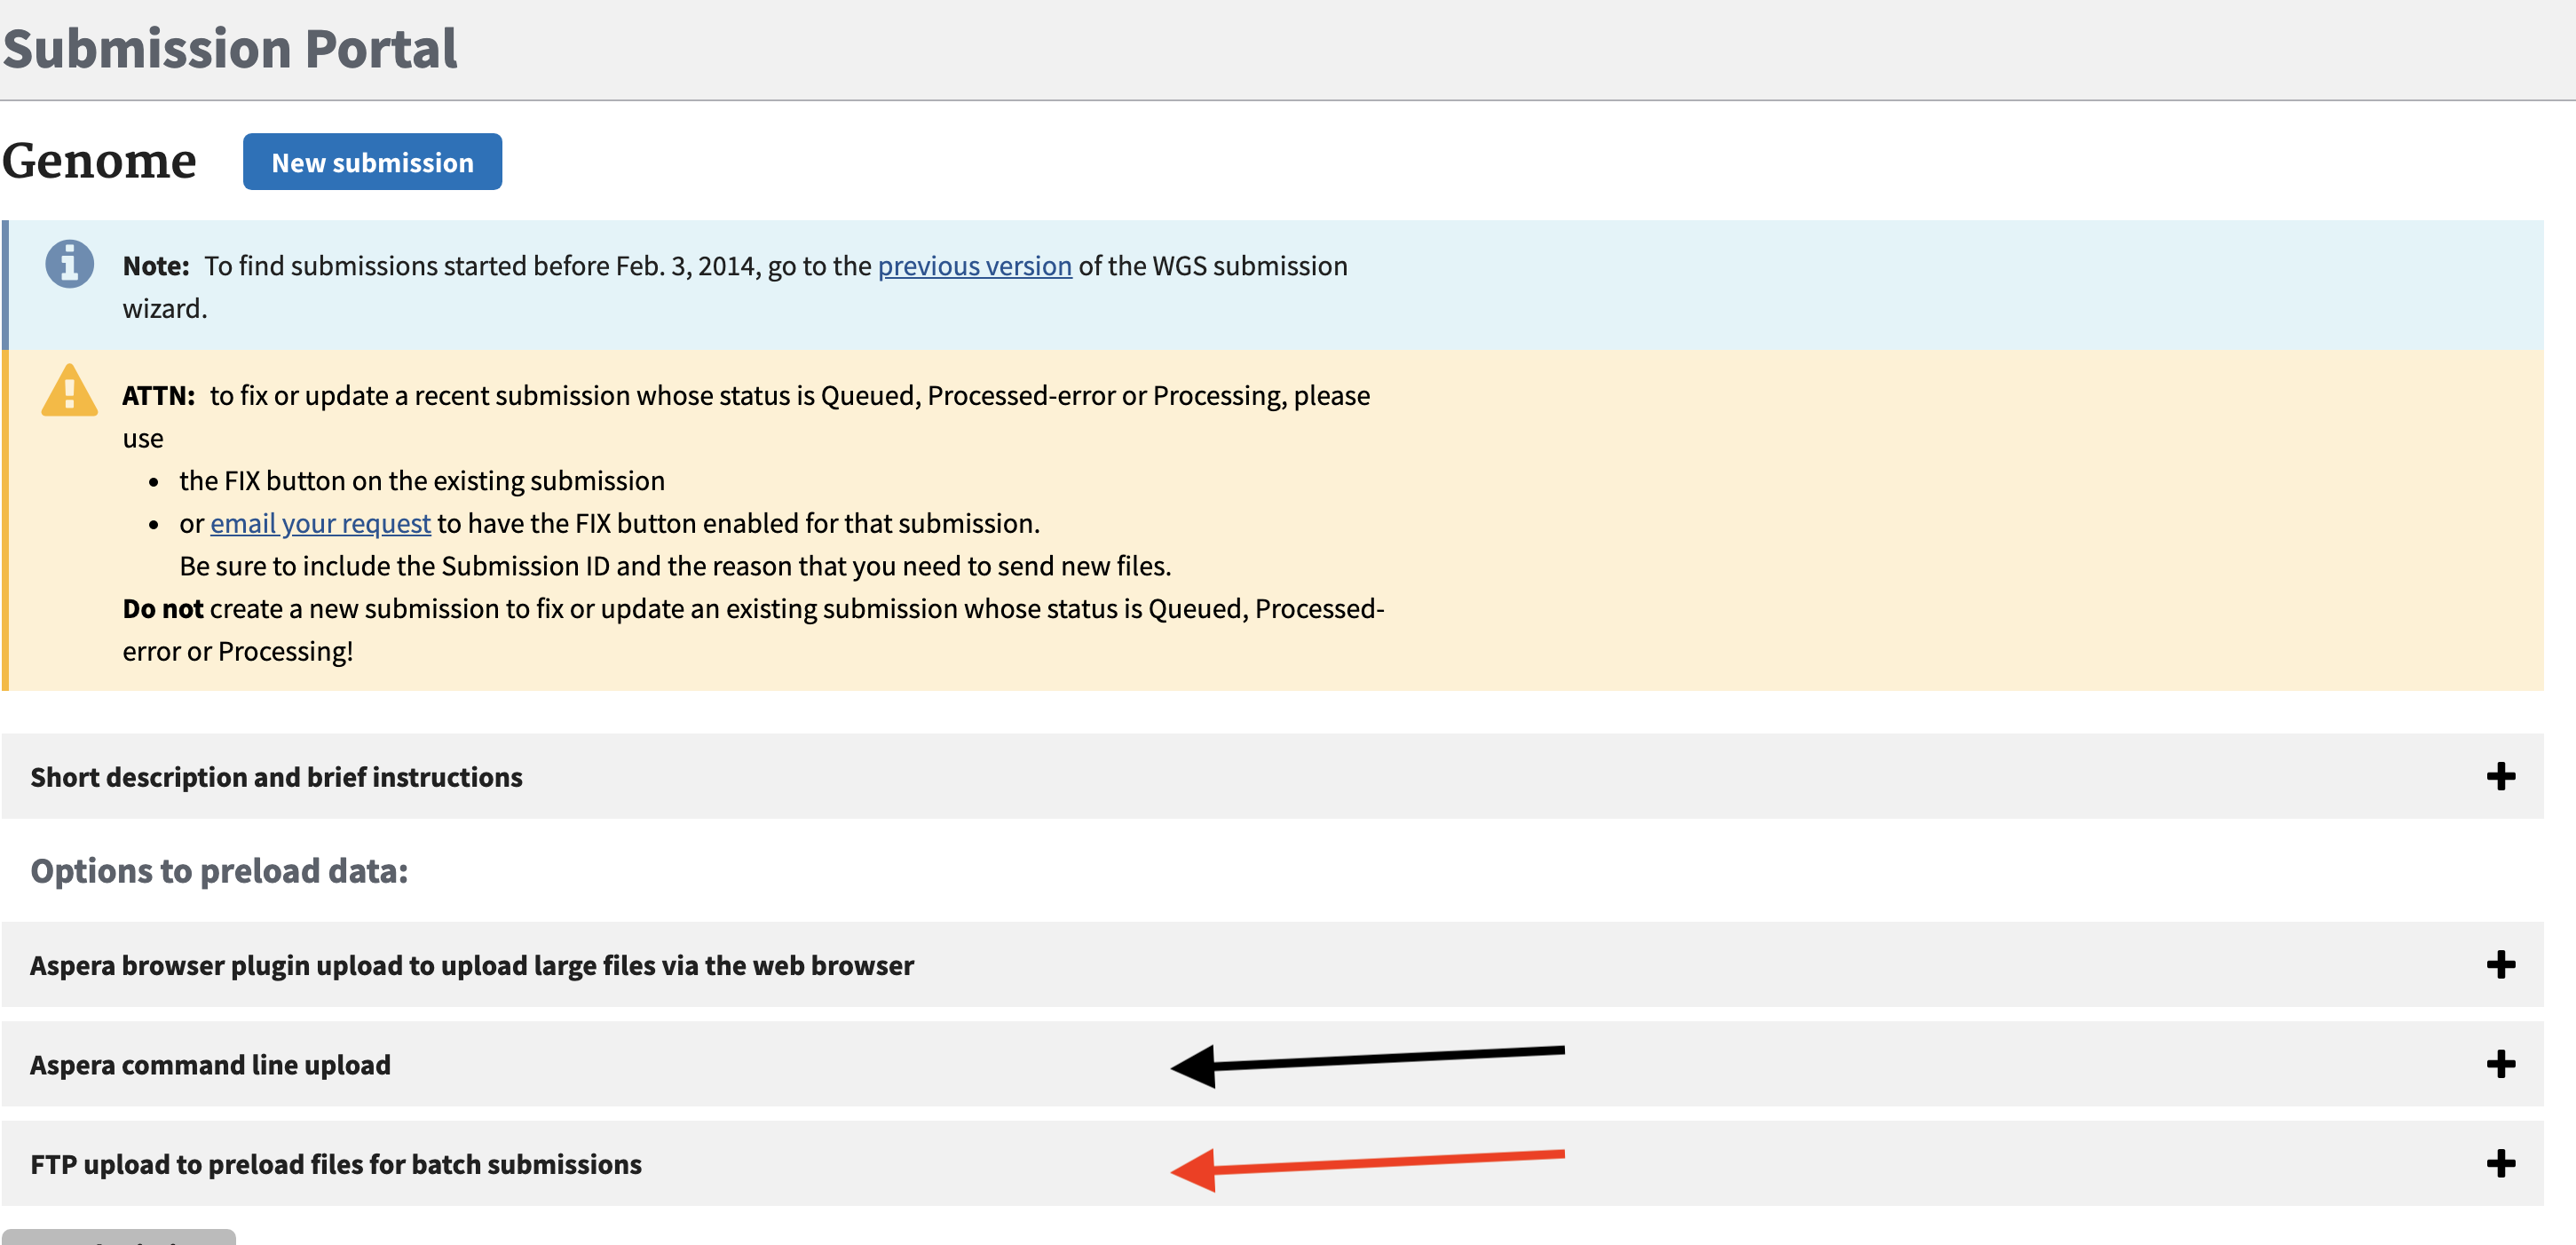 Submission Portal
Genome
New submission
Note: To find submissions started before Feb. 3, 2014, go to the previous version of the WGS submission
wizard.
ATTN: to fix or update a recent submission whose status is Queued, Processed-error or Processing, please
use
• the FIX button on the existing submission
• or email your request to have the FIX button enabled for that submission.
Be sure to include the Submission ID and the reason that you need to send new files.
Do not create a new submission to fix or update an existing submission whose status is Queued, Processed-
error or Processing!
Short description and brief instructions
Options to preload data:
Aspera browser plugin upload to upload large files via the web browser
Aspera command line upload
FTP upload to preload files for batch submissions